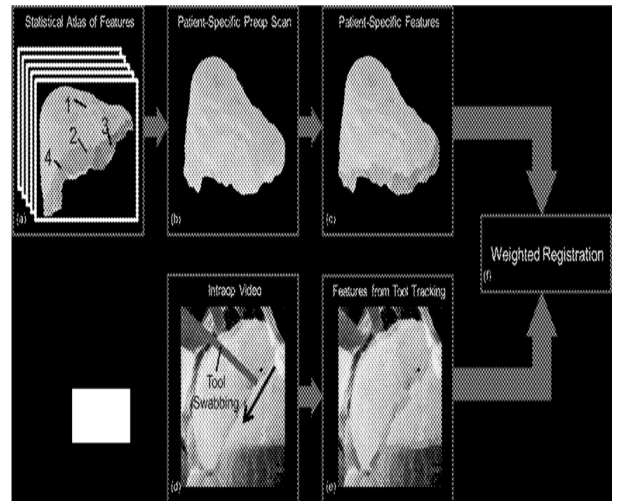 Statistical Atlas of Features
Patient-Specific Preop Scan
Patient-Specific Features
1
2
3
4
(a)
(b)
(c)
Weighted Registration
(f)
Intraop Video
Features from Tool Tracking
Tool
Swabbing
(d)
(e)